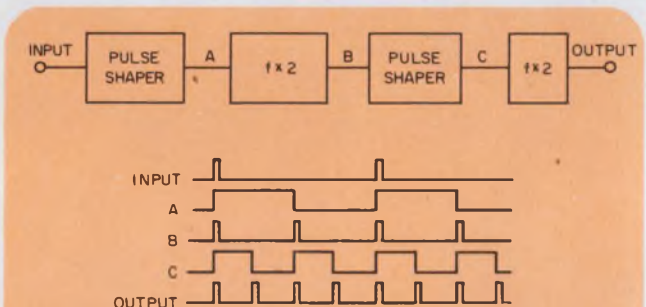 INPUT PULSE SHAPER A f x 2 B PULSE SHAPER C f x 2 OUTPUT
INPUT
A
B
C
OUTPUT